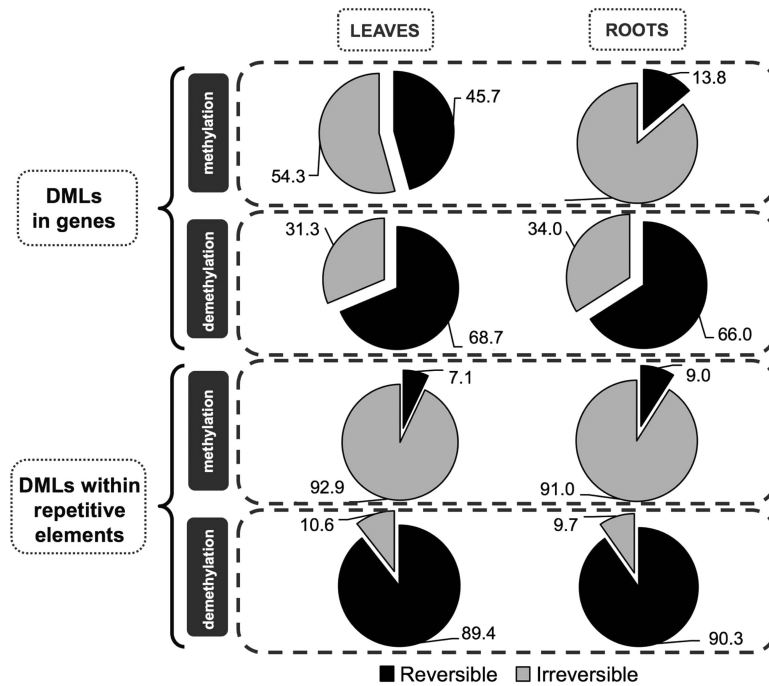 LEAVES
ROOTS
DMLs
in genes
methylation
45.7
54.3
13.8
demethylation
31.3
68.7
34.0
66.0
DMLs within
repetitive
elements
methylation
7.1
92.9
9.0
91.0
demethylation
10.6
89.4
9.7
90.3
Reversible
Irreversible